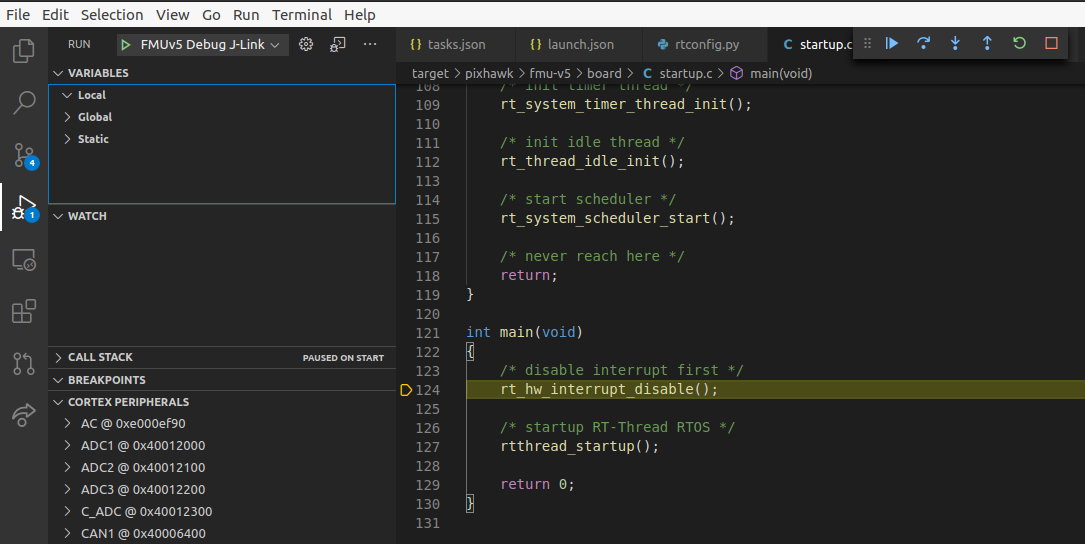 File Edit Selection View Go Run Terminal Help
RUN FMUv5 Debug J-Link
VARIABLES
Local
Global
Static
WATCH
CALL STACK PAUSED ON START
BREAKPOINTS
CORTEX PERIPHERALS
AC @ 0xe000ef90
ADC1 @ 0x40012000
ADC2 @ 0x40012100
ADC3 @ 0x40012200
C_ADC @ 0x40012300
CAN1 @ 0x40006400
4
1
tasks.json launch.json rtconfig.py C startup.c
target > pixhawk > fmu-v5 > board > C startup.c > main(void)
108 /* init timer thread */
109 rt_system_timer_thread_init();
110
111 /* init idle thread */
112 rt_thread_idle_init();
113
114 /* start scheduler */
115 rt_system_scheduler_start();
116
117 /* never reach here */
118 return;
119 }
120
121 int main(void)
122 {
123 /* disable interrupt first */
124 rt_hw_interrupt_disable();
125
126 /* startup RT-Thread RTOS */
127 rtthread_startup();
128
129 return 0;
130 }
131